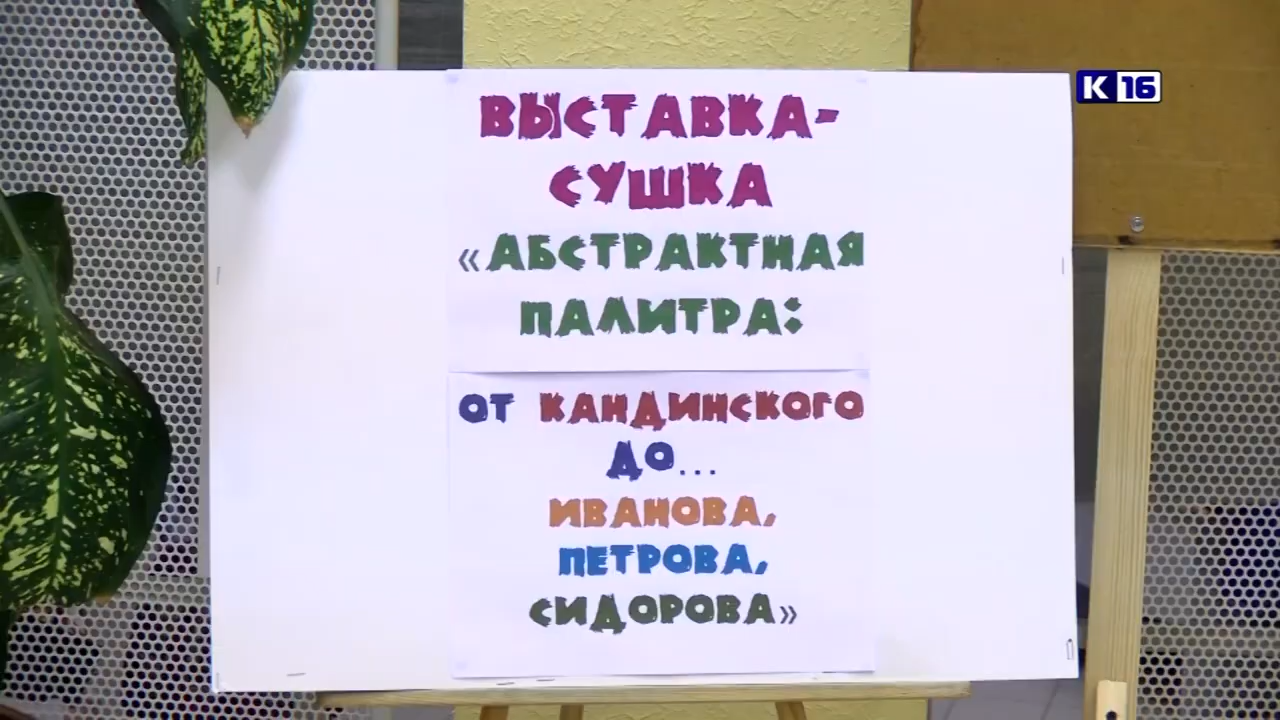 К 16
ВЫСТАВКА-
СУШКА
«АБСТРАКТНАЯ
ПАЛИТРА:
ОТ КАНДИНСКОГО
ДО...
ИВАНОВА,
ПЕТРОВА,
СИДОРОВА»